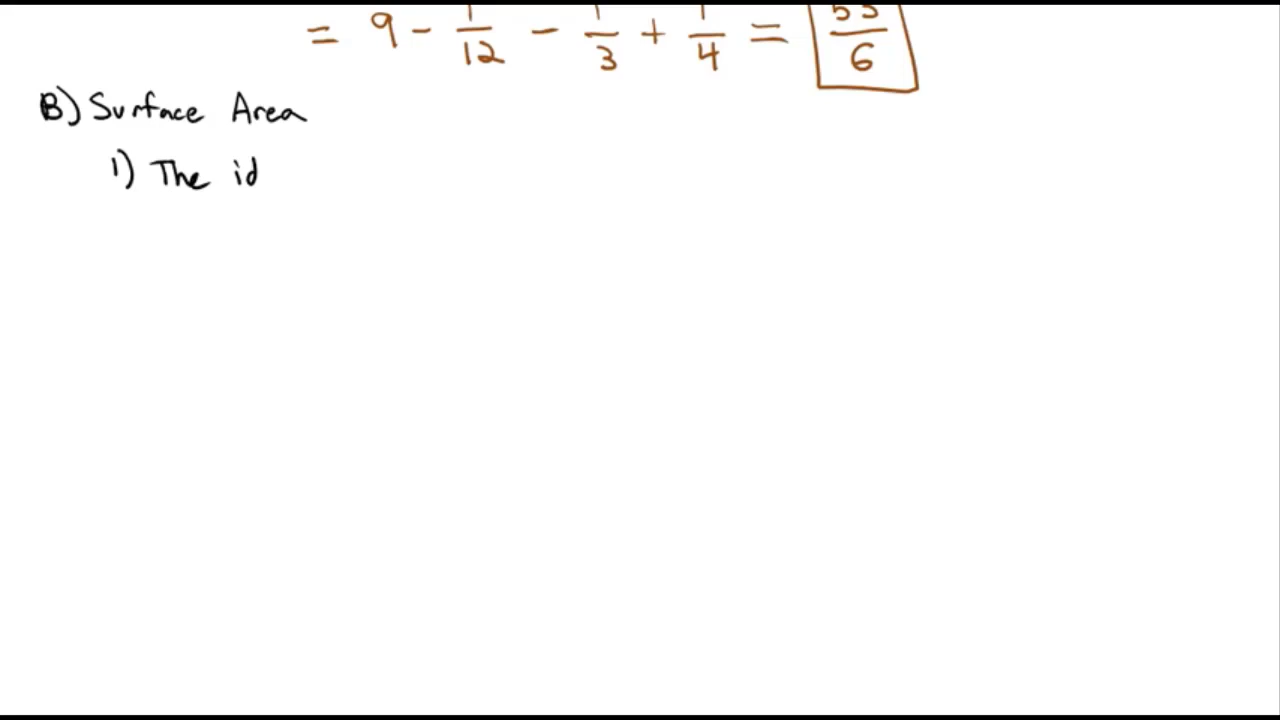 = 9 - 1/12 - 1/3 + 1/4 = 53/6
B) Surface Area
1) The id